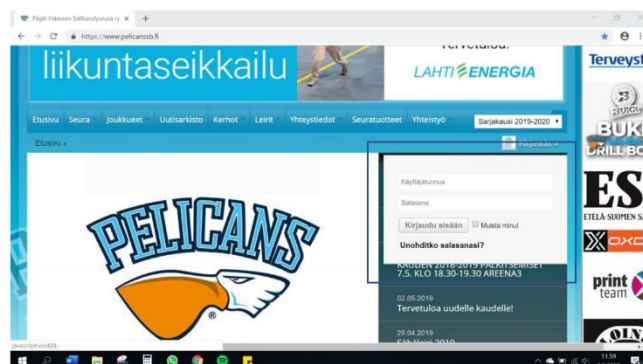 Päijät-Hämeen Salibandyseura ry
https://www.pelicanssb.fi
liikuntaseikkailu
Tervetuloa!
LAHTI ENERGIA
Terveyst
Etusivu Seura Joukkueet Uutisarkisto Kerhot Leirit Yhteystiedot Seuratuotteet Yhteistyö
Sarjakausi 2019-2020
Etusivu »
Kirjaudu »
BUK
DRILL BO
Käyttäjätunnus
Salasana
Kirjaudu sisään Muista minut
Unohditko salasanasi?
ES
ETELÄ-SUOMEN S
OXD
PELICANS
KAUDEN 2018-2019 PALKITSEMISET
7.5. KLO 18.30-19.30 AREENA3
print
team
02.05.2019
Tervetuloa uudelle kaudelle!
29.04.2019
javascript:void(0);
11.59